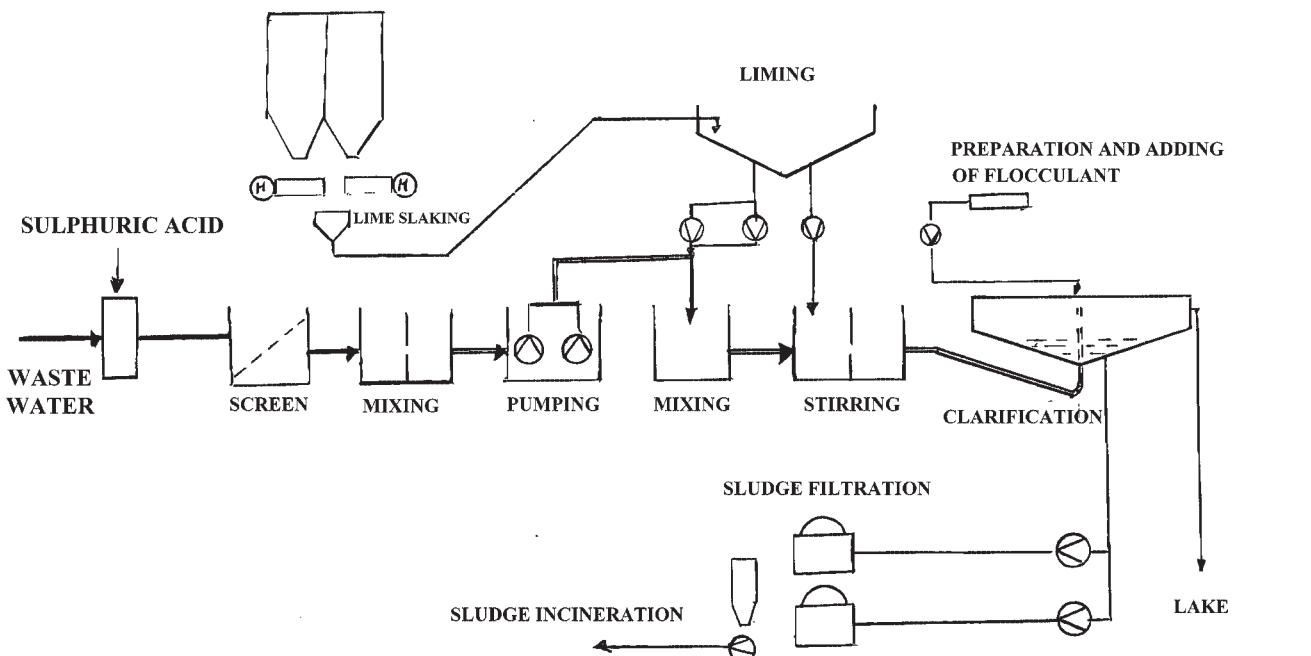 LIMING
PREPARATION AND ADDING
OF FLOCCULANT
H
H
LIME SLAKING
SULPHURIC ACID
WASTE
WATER
SCREEN
MIXING
PUMPING
MIXING
STIRRING
CLARIFICATION
SLUDGE FILTRATION
SLUDGE INCINERATION
LAKE